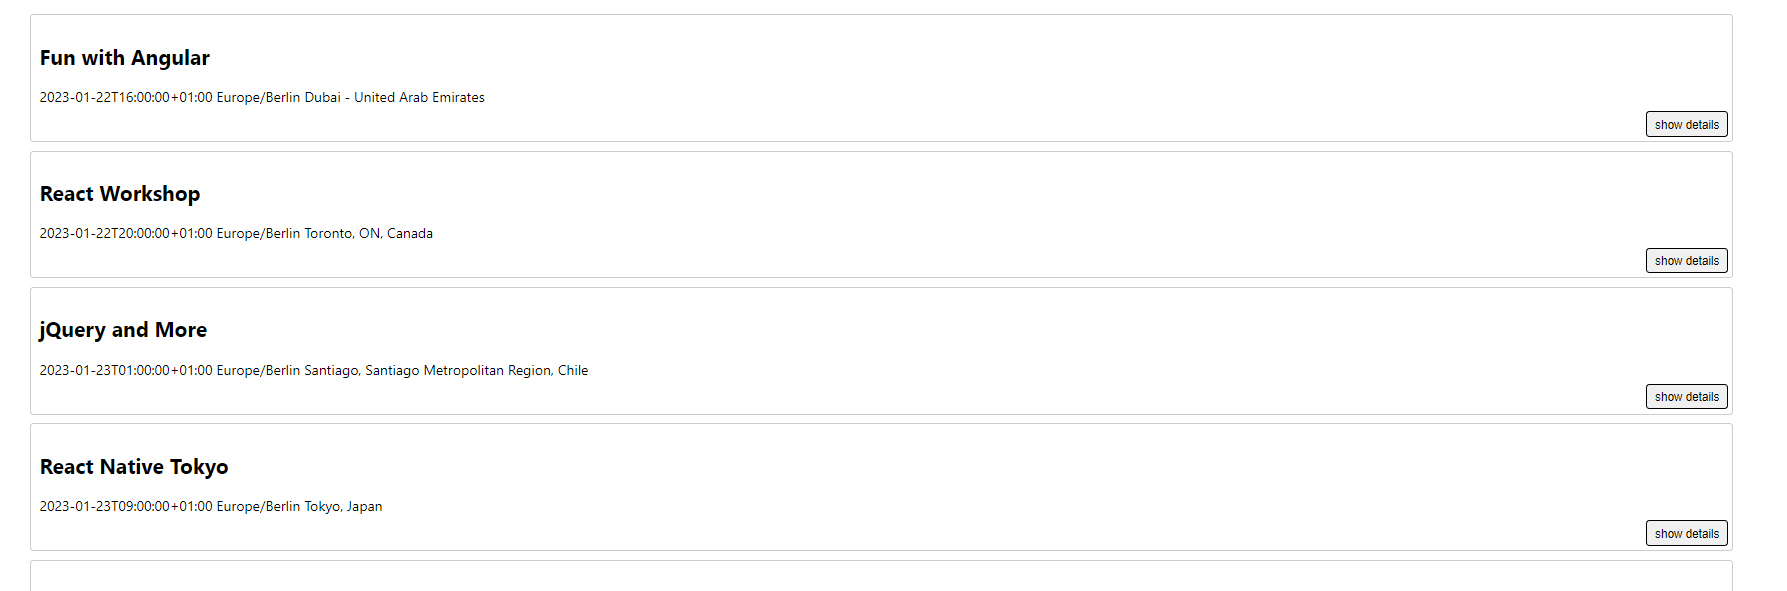 Fun with Angular
2023-01-22T16:00:00+01:00 Europe/Berlin Dubai - United Arab Emirates
show details
React Workshop
2023-01-22T20:00:00+01:00 Europe/Berlin Toronto, ON, Canada
show details
jQuery and More
2023-01-23T01:00:00+01:00 Europe/Berlin Santiago, Santiago Metropolitan Region, Chile
show details
React Native Tokyo
2023-01-23T09:00:00+01:00 Europe/Berlin Tokyo, Japan
show details